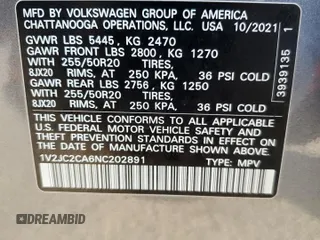 MFD BY VOLKSWAGEN GROUP OF AMERICA
CHATTANOOGA OPERATIONS, LLC. USA 10/2021
GVWR LBS 5445, KG 2470
GAWR FRONT LBS 2800 , KG 1270
WITH 255/50R20 TIRES,
8JX20 RIMS, AT 250 KPA, 36 PSI COLD
GAWR REAR LBS 2756 , KG 1250
WITH 255/50R20 TIRES,
8JX20 RIMS, AT 250 KPA, 36 PSI COLD
THIS VEHICLE CONFORMS TO ALL APPLICABLE
U.S. FEDERAL MOTOR VEHICLE SAFETY AND
THEFT PREVENTION STANDARDS IN EFFECT ON
THE DATE OF MANUFACTURE SHOWN ABOVE.
1V2JC2CA6NC202891 TYPE: MPV
3939135 1
DREAMBID